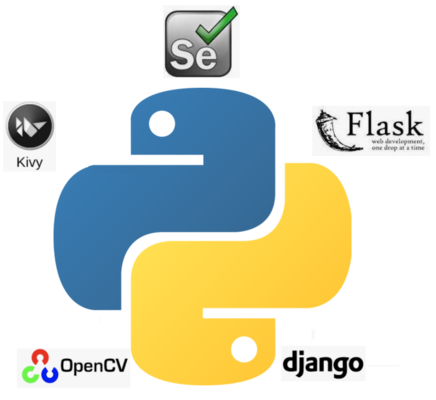 Se
Flask
web development,
one drop at a time
Kivy
OpenCV
django